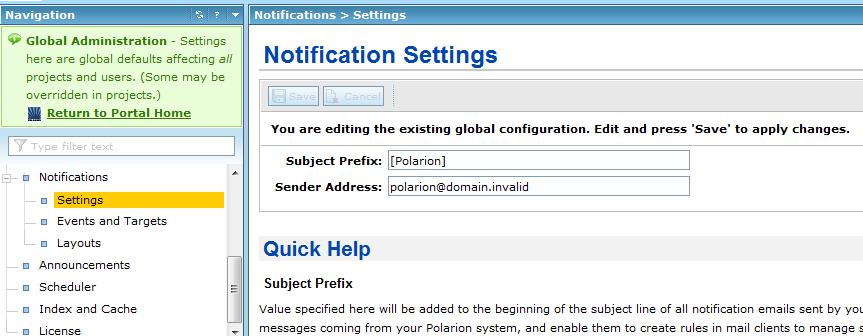 Navigation
?
Global Administration - Settings
here are global defaults affecting all
projects and users. (Some may be
overridden in projects.)
Return to Portal Home
Type filter text
Notifications
Settings
Events and Targets
Layouts
Announcements
Scheduler
Index and Cache
License
Notifications > Settings
Notification Settings
Save
Cancel
You are editing the existing global configuration. Edit and press 'Save' to apply changes.
Subject Prefix: [Polarion]
Sender Address: polarion@domain.invalid
Quick Help
Subject Prefix
Value specified here will be added to the beginning of the subject line of all notification emails sent by you
messages coming from your Polarion system, and enable them to create rules in mail clients to manage s